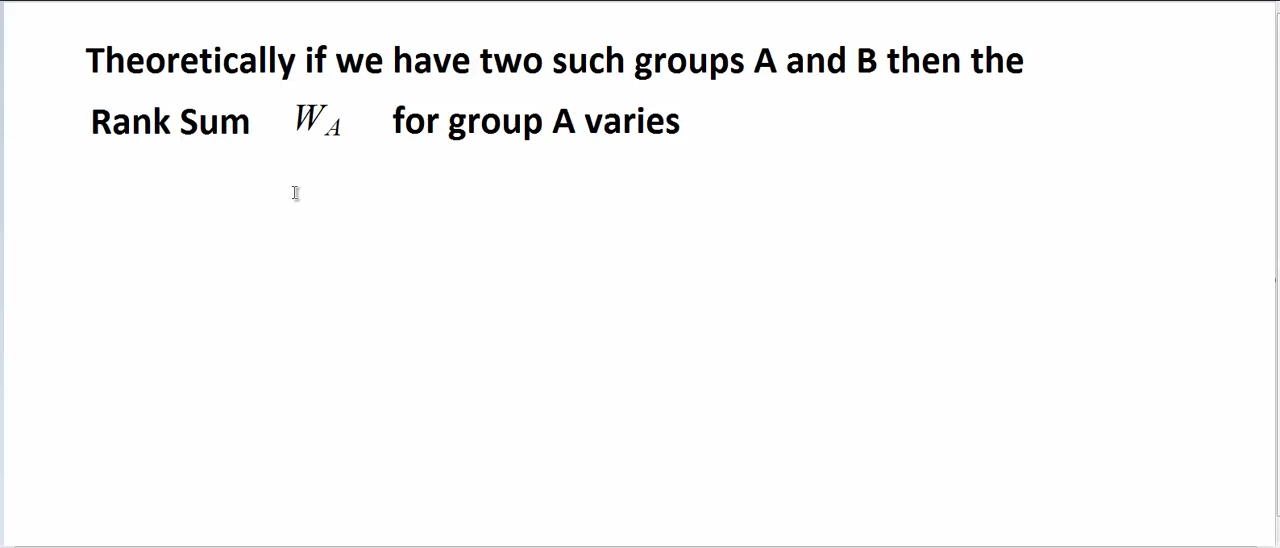 Theoretically if we have two such groups A and B then the
Rank Sum W_A for group A varies